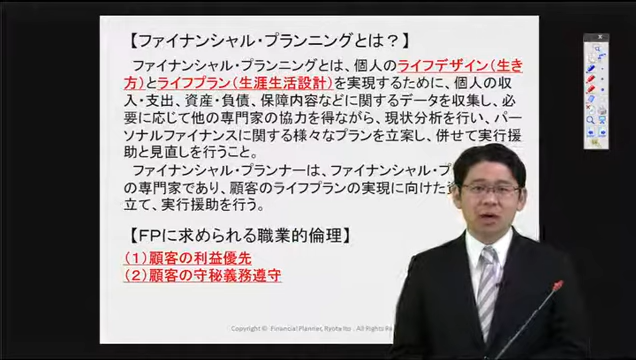 【ファイナンシャル・プランニングとは？】
ファイナンシャル・プランニングとは、個人のライフデザイン（生き
方）とライフプラン（生涯生活設計）を実現するために、個人の収
入・支出、資産・負債、保障内容などに関するデータを収集し、必
要に応じて他の専門家の協力を得ながら、現状分析を行い、パー
ソナルファイナンスに関する様々なプランを立案し、併せて実行援
助と見直しを行うこと。
ファイナンシャル・プランナーは、ファイナンシャル・プ
の専門家であり、顧客のライフプランの実現に向けた
立て、実行援助を行う。
【ＦＰに求められる職業的倫理】
（１）顧客の利益優先
（２）顧客の守秘義務遵守
Copyright © Financial Planner, Ryota Ito . All Rights Re